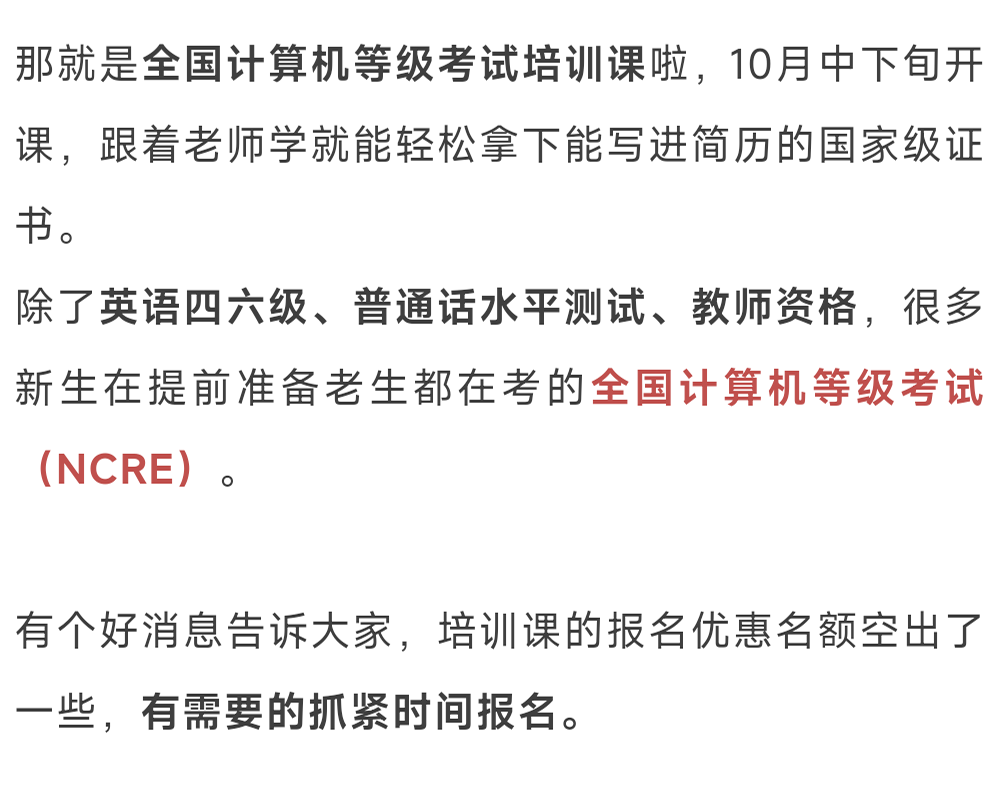 那就是全国计算机等级考试培训课啦，10月中下旬开
课，跟着老师学就能轻松拿下能写进简历的国家级证
书。
除了英语四六级、普通话水平测试、教师资格，很多
新生在提前准备老生都在考的全国计算机等级考试
（NCRE）。
有个好消息告诉大家，培训课的报名优惠名额空出了
一些，有需要的抓紧时间报名。